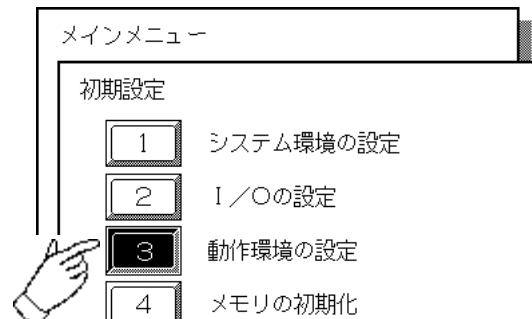 メインメニュー
初期設定
1 システム環境の設定
2 I/Oの設定
3 動作環境の設定
4 メモリの初期化